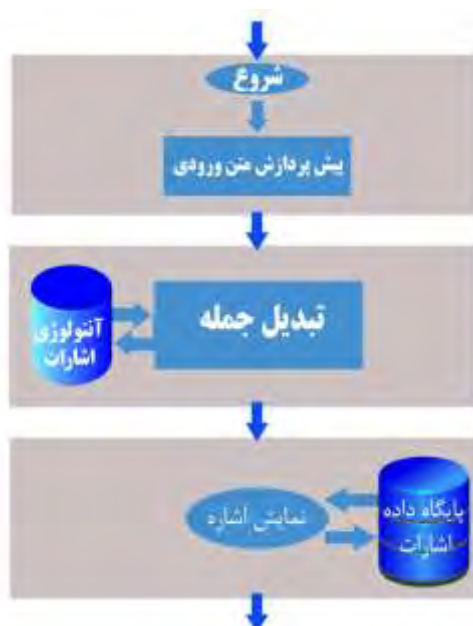 شروع
پیش پردازش متن ورودی
تبدیل جمله
آنتولوژی
اشارات
نمایش اشاره
پایگاه داده
اشارات